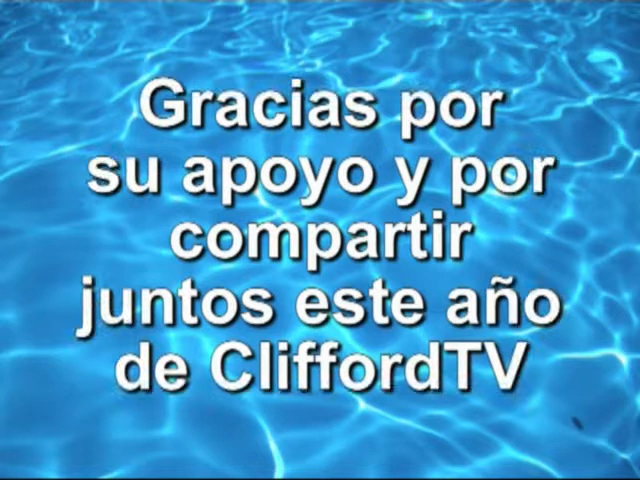 Gracias por
su apoyo y por
compartir
juntos este año
de CliffordTV